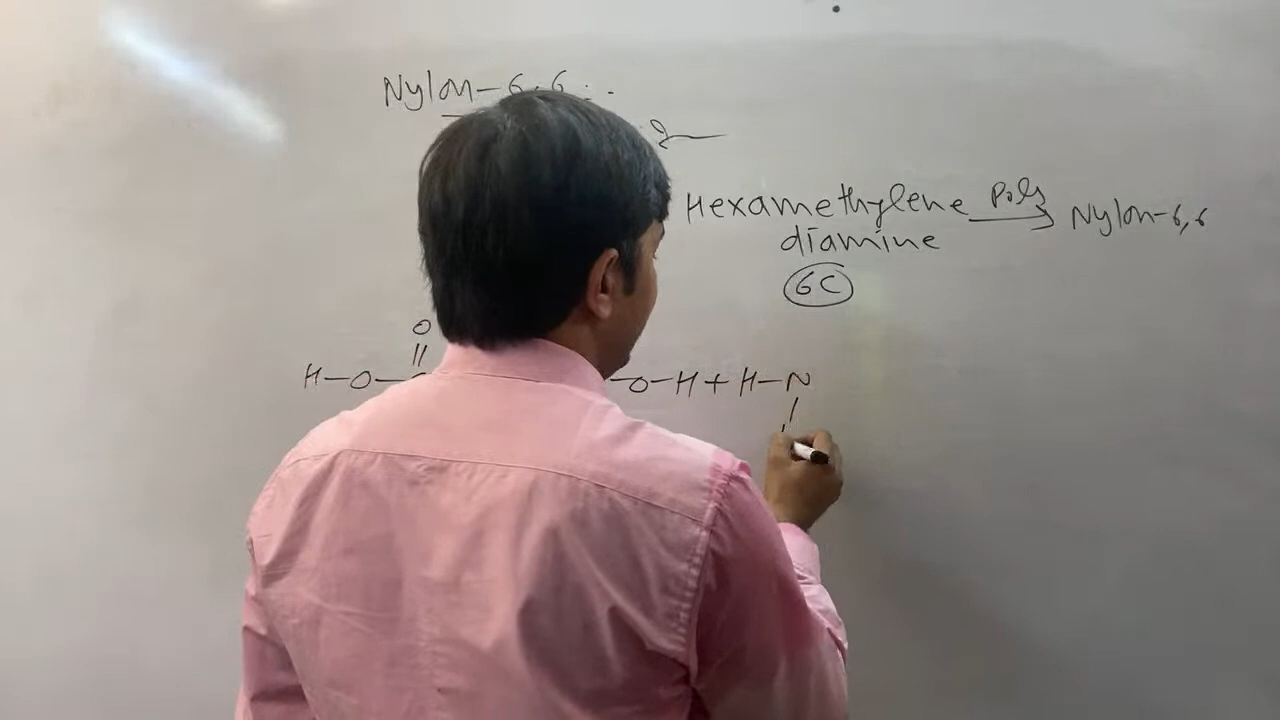 Nylon-6,6:-
Hexamethylene Poly Nylon-6,6
diamine
6C
O
||
H-O-
-O-H+H-N
|